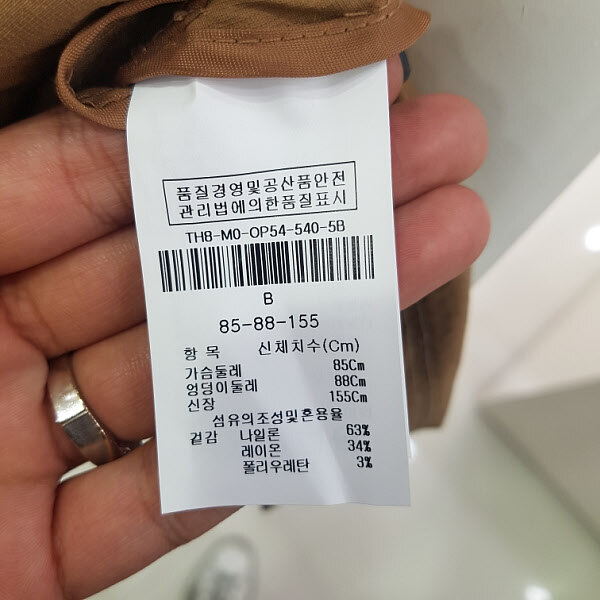 품질경영및공산품안전
관리법에의한품질표시
TH8-M0-OP54-540-5B
B
85-88-155
항 목 신체치수(Cm)
가슴둘레 85Cm
엉덩이둘레 88Cm
신장 155Cm
섬유의조성및혼용율
겉감 나일론 63%
레이온 34%
폴리우레탄 3%